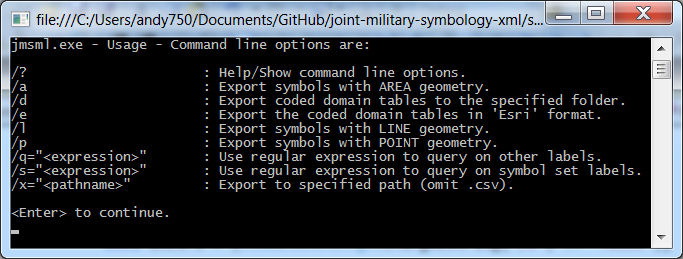 file:///C:/Users/andy750/Documents/GitHub/joint-military-symbology-xml/s...
jmsml.exe - Usage - Command line options are:
/? : Help/Show command line options.
/a : Export symbols with AREA geometry.
/d : Export coded domain tables to the specified folder.
/e : Export the coded domain tables in 'Esri' format.
/l : Export symbols with LINE geometry.
/p : Export symbols with POINT geometry.
/q="<expression>" : Use regular expression to query on other labels.
/s="<expression>" : Use regular expression to query on symbol set labels.
/x="<pathname>" : Export to specified path (omit .csv).
<Enter> to continue.